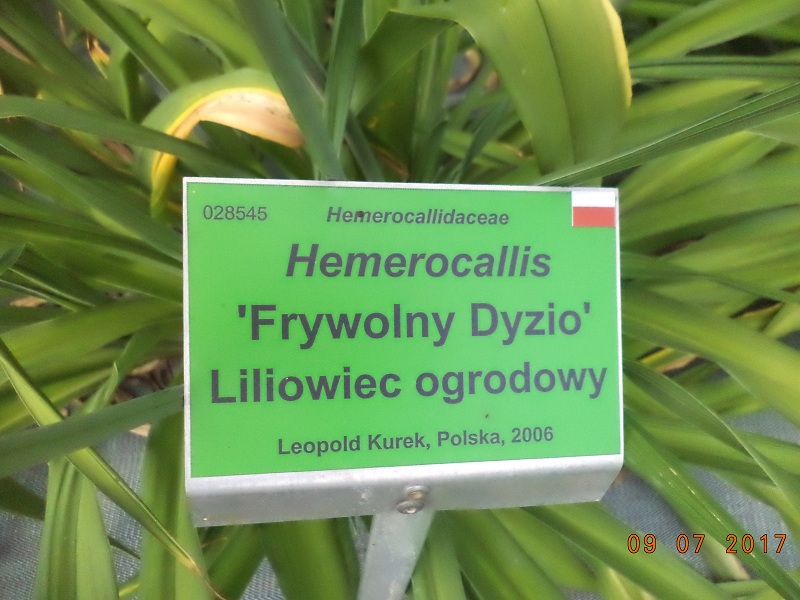 028545
Hemerocallidaceae
Hemerocallis
'Frywolny Dyzio'
Liliowiec ogrodowy
Leopold Kurek, Polska, 2006
09 07 2017